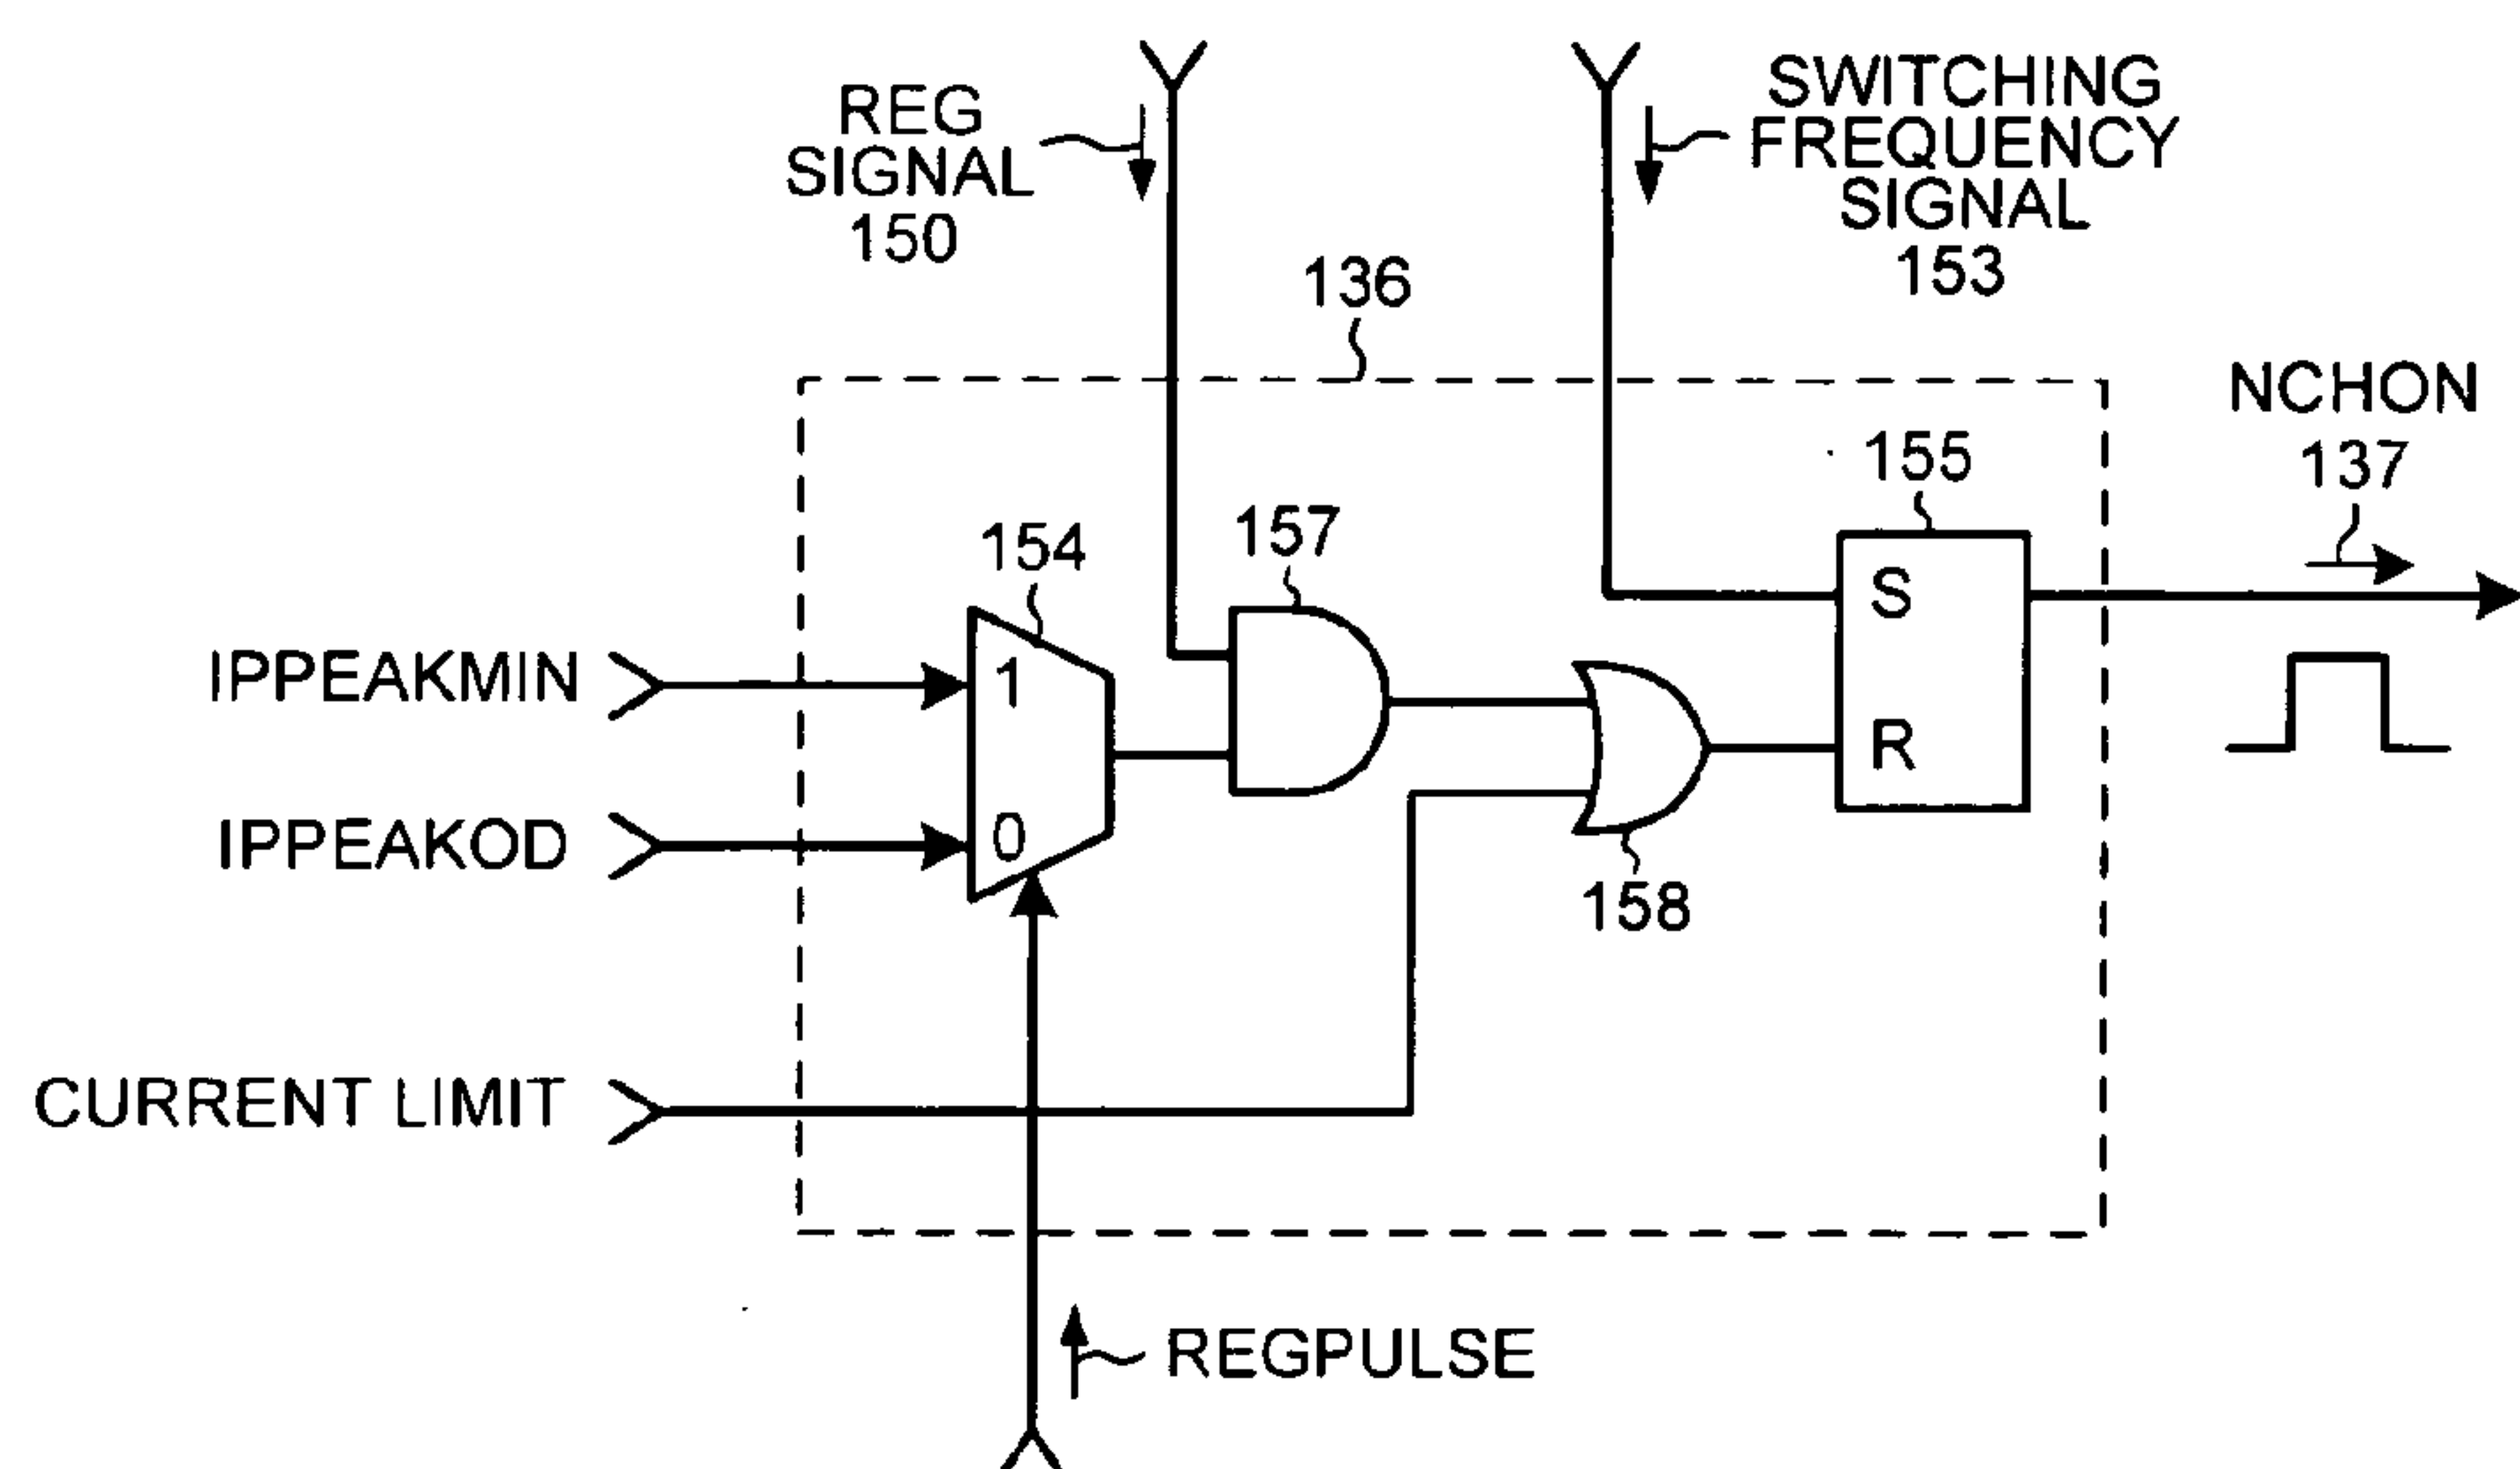 REG
SIGNAL
150
SWITCHING
FREQUENCY
SIGNAL
153
136
NCHON
137
155
154
157
IPPEAKMIN
1
S
R
IPPEAKOD
0
158
CURRENT LIMIT
REGPULSE